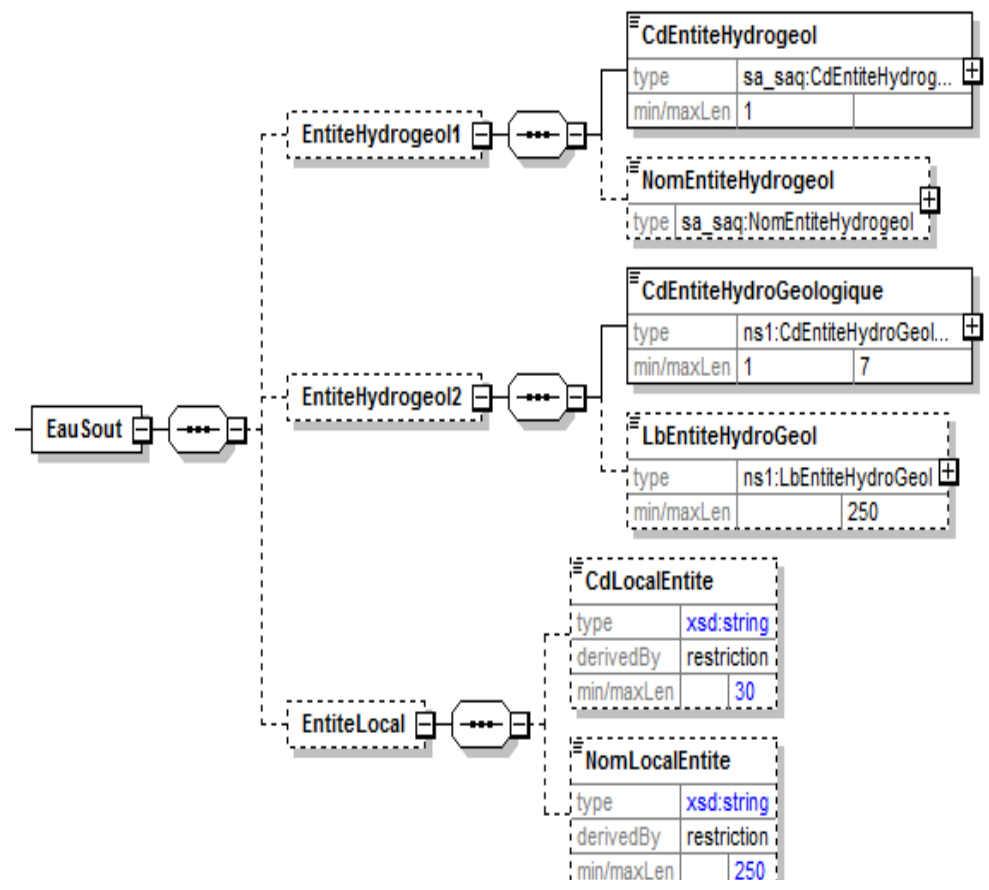 CdEntiteHydrogeol
type sa_saq:CdEntiteHydrog...
min/maxLen 1
EntiteHydrogeol1
NomEntiteHydrogeol
type sa_saq:NomEntiteHydrogeol
CdEntiteHydroGeologique
type ns1:CdEntiteHydroGeol...
min/maxLen 1 7
EntiteHydrogeol2
EauSout
LbEntiteHydroGeol
type ns1:LbEntiteHydroGeol
min/maxLen 250
CdLocalEntite
type xsd:string
derivedBy restriction
min/maxLen 30
EntiteLocal
NomLocalEntite
type xsd:string
derivedBy restriction
min/maxLen 250